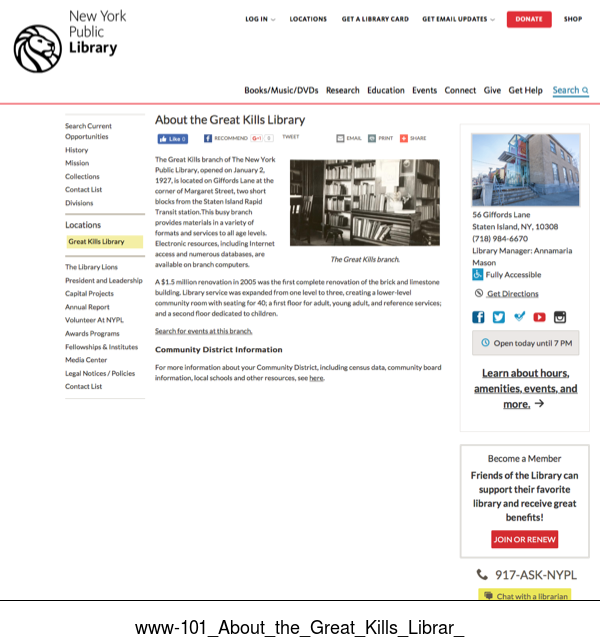 New York
Public
Library
LOG IN
LOCATIONS
GET A LIBRARY CARD
GET EMAIL UPDATES
DONATE
SHOP
Books/Music/DVDs
Research
Education
Events
Connect
Give
Get Help
Search
Search Current
Opportunities
History
Mission
Collections
Contact List
Divisions
Locations
Great Kills Library
The Library Lions
President and Leadership
Capital Projects
Annual Report
Volunteer At NYPL
Awards Programs
Fellowships & Institutes
Media Center
Legal Notices / Policies
Contact List
About the Great Kills Library
Like 0
RECOMMEND
G+1 0
TWEET
EMAIL
PRINT
SHARE
The Great Kills branch of The New York
Public Library, opened on January 2,
1927, is located on Giffords Lane at the
corner of Margaret Street, two short
blocks from the Staten Island Rapid
Transit station.This busy branch
provides materials in a variety of
formats and services to all age levels.
Electronic resources, including Internet
access and numerous databases, are
available on branch computers.
The Great Kills branch.
A $1.5 million renovation in 2005 was the first complete renovation of the brick and limestone
building. Library service was expanded from one level to three, creating a lower-level
community room with seating for 40; a first floor for adult, young adult, and reference services;
and a second floor dedicated to children.
Search for events at this branch.
Community District Information
For more information about your Community District, including census data, community board
information, local schools and other resources, see here.
56 Giffords Lane
Staten Island, NY, 10308
(718) 984-6670
Library Manager: Annamaria
Mason
Fully Accessible
Get Directions
Open today until 7 PM
Learn about hours,
amenities, events, and
more. →
Become a Member
Friends of the Library can
support their favorite
library and receive great
benefits!
JOIN OR RENEW
917-ASK-NYPL
Chat with a librarian
www-101_About_the_Great_Kills_Librar_